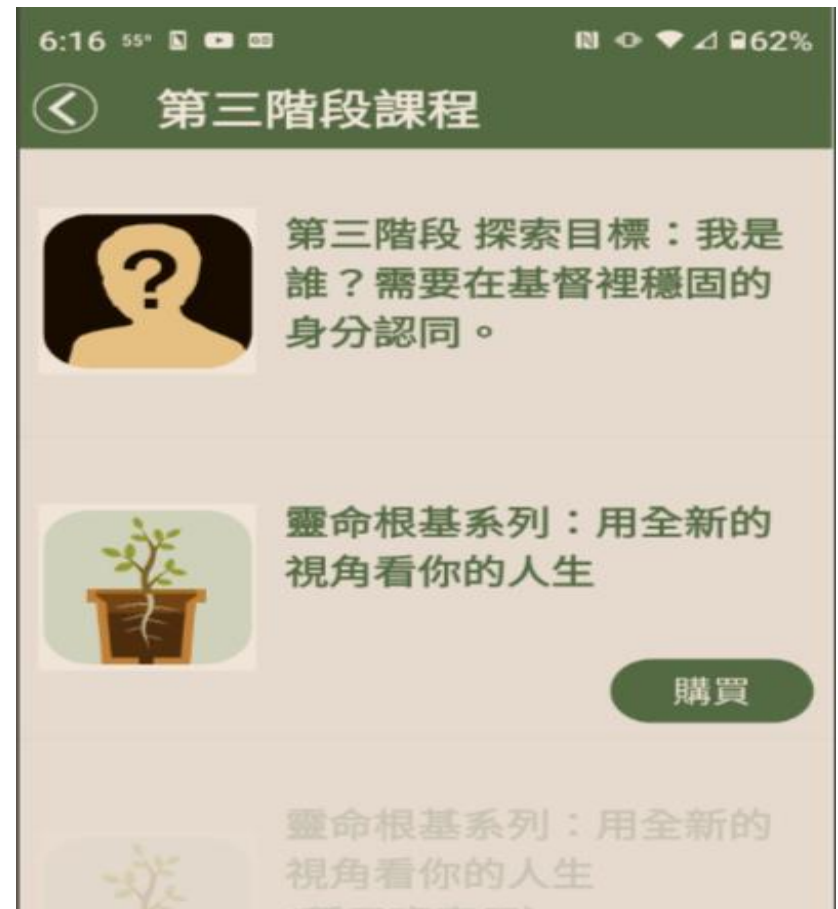 6:16 55° 62%
第三階段課程
?
第三階段 探索目標：我是
誰？需要在基督裡穩固的
身分認同。
靈命根基系列：用全新的
視角看你的人生
購買
靈命根基系列：用全新的
視角看你的人生